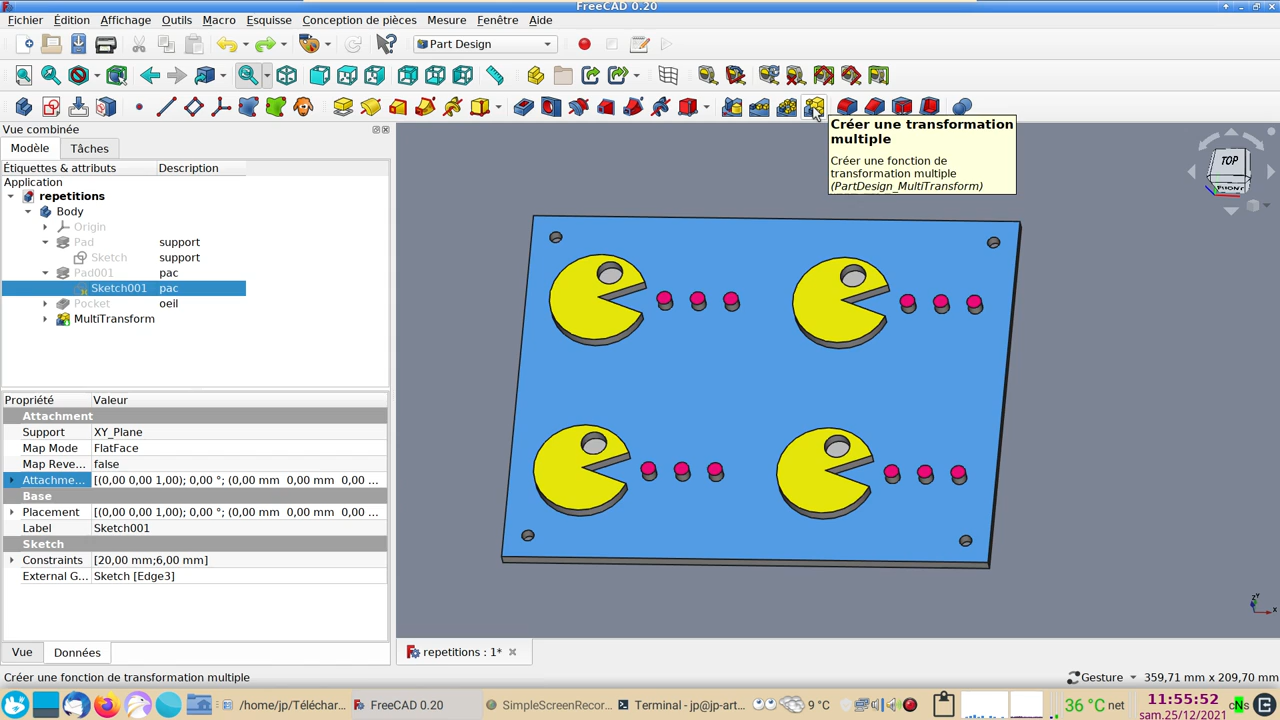 FreeCAD 0.20
Fichier Édition Affichage Outils Macro Esquisse Conception de pièces Mesure Fenêtre Aide
Part Design
Vue combinée
Modèle Tâches
Étiquettes & attributs Description
Application
repetitions
Body
Origin
Pad support
Sketch support
Pad001 pac
Sketch001 pac
Pocket oeil
MultiTransform
Créer une transformation
multiple
Créer une fonction de
transformation multiple
(PartDesign_MultiTransform)
TOP
FRONT
Propriété Valeur
Attachment
Support XY_Plane
Map Mode FlatFace
Map Reve... false
Attachme... [(0,00 0,00 1,00); 0,00 °; (0,00 mm 0,00 mm 0,00 ...
Base
Placement [(0,00 0,00 1,00); 0,00 °; (0,00 mm 0,00 mm 0,00 ...
Label Sketch001
Sketch
Constraints [20,00 mm;6,00 mm]
External G... Sketch [Edge3]
Vue Données
repetitions : 1*
Créer une fonction de transformation multiple
Gesture 359,71 mm x 209,70 mm
/home/jp/Téléchar... FreeCAD 0.20 SimpleScreenRecor... Terminal - jp@jp-art... 9 °C 36 °C net 11:55:52 cNs
sam.25/12/2021